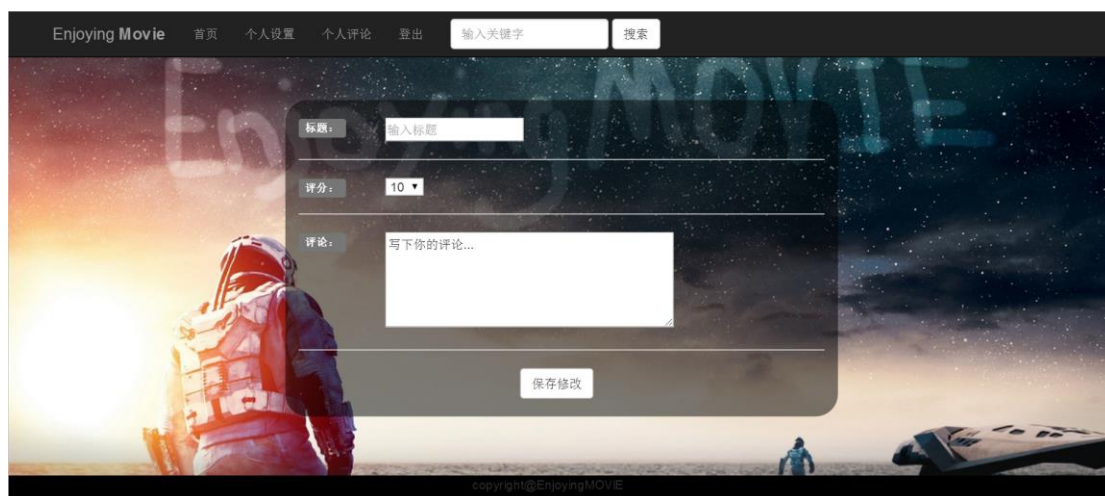 Enjoying Movie 首页 个人设置 个人评论 登出 输入关键字 搜索
Enjoying MOVIE
标题： 输入标题
评分： 10
评论： 写下你的评论...
保存修改
copyright@EnjoyingMOVIE